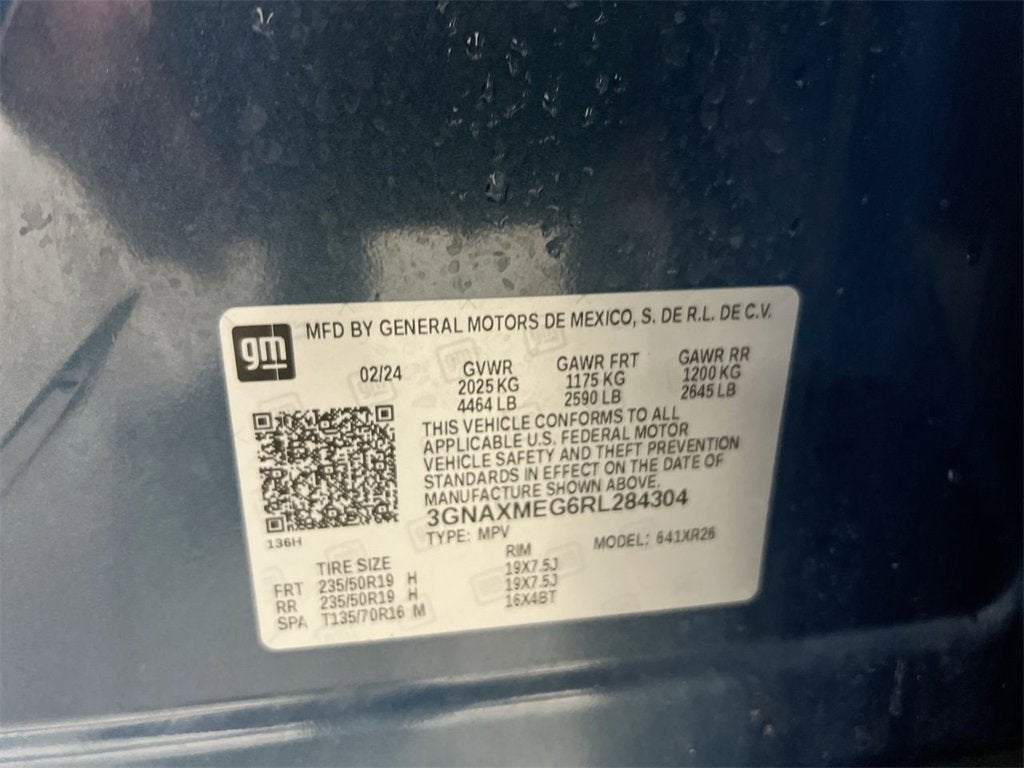 gm
MFD BY GENERAL MOTORS DE MEXICO, S. DE R.L. DE C.V.
02/24 GVWR GAWR FRT GAWR RR
2025 KG 1175 KG 1200 KG
4464 LB 2590 LB 2645 LB
THIS VEHICLE CONFORMS TO ALL
APPLICABLE U.S. FEDERAL MOTOR
VEHICLE SAFETY AND THEFT PREVENTION
STANDARDS IN EFFECT ON THE DATE OF
MANUFACTURE SHOWN ABOVE.
3GNAXMEG6RL284304
136H
TYPE: MPV MODEL: 641XR26
TIRE SIZE RIM
FRT 235/50R19 H 19X7.5J
RR 235/50R19 H 19X7.5J
SPA T135/70R16 M 16X4BT